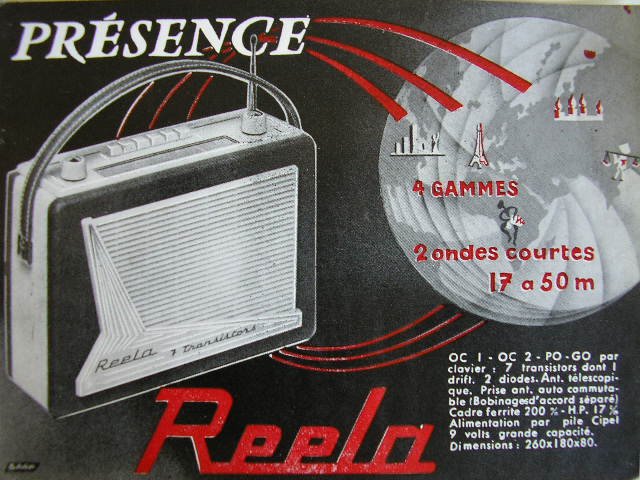 PRÉSENCE
4 GAMMES
2 ondes courtes
17 a 50 m
Reela 7 transistors
OC 1 - OC 2 - PO - GO par
clavier : 7 transistors dont 1
drift. 2 diodes. Ant. télescopi-
que. Prise ant. auto commuta-
ble (Bobinages d'accord séparé)
Cadre ferrite 200 % - H.P. 17 %
Alimentation par pile Cipel
9 volts grande capacité.
Dimensions : 260x180x80.
Reela